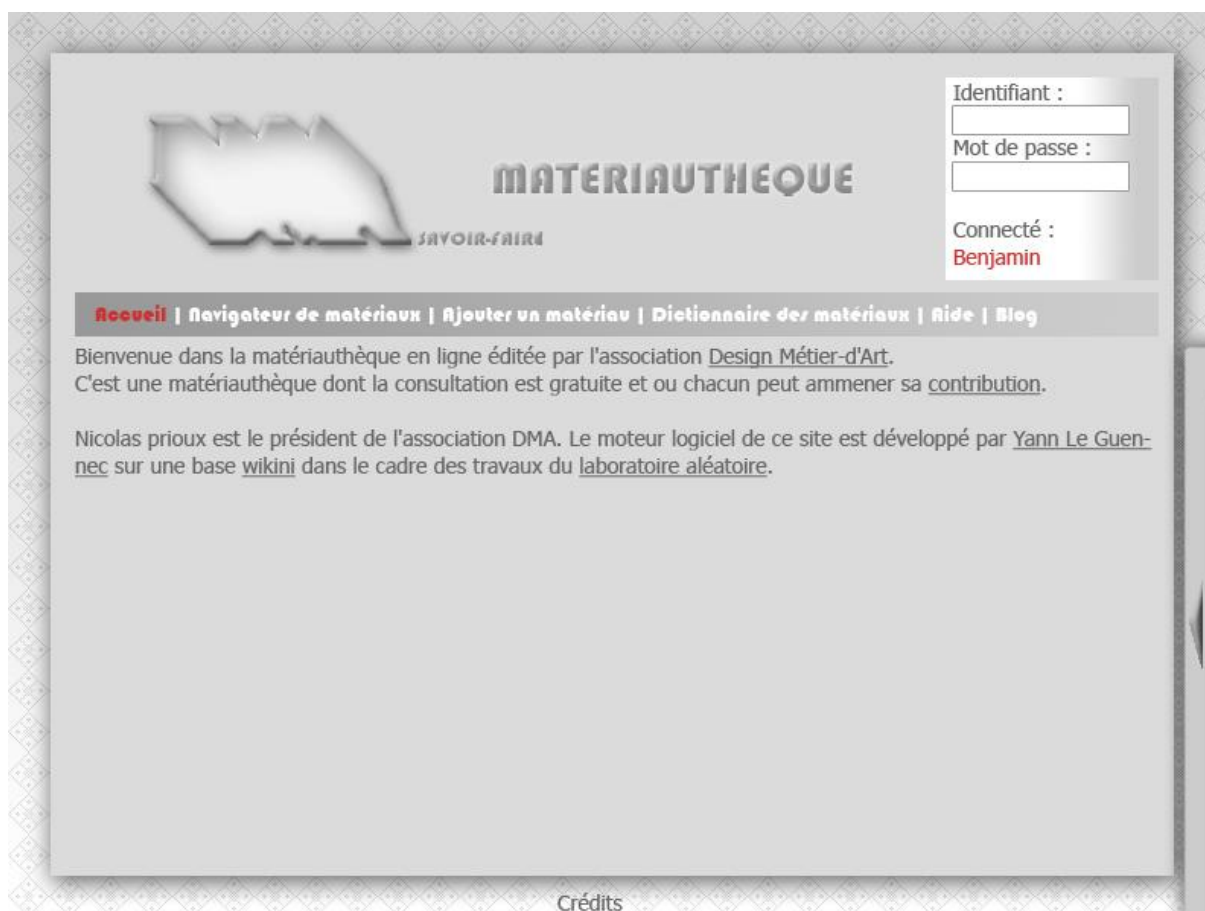 Identifiant :
Mot de passe :
MATERIAUTHEQUE
SAVOIR-FAIRE
Connecté :
Benjamin
Accueil | Navigateur de matériaux | Ajouter un matériau | Dictionnaire des matériaux | Aide | Blog
Bienvenue dans la matériauthèque en ligne éditée par l'association Design Métier-d'Art.
C'est une matériauthèque dont la consultation est gratuite et ou chacun peut ammener sa contribution.
Nicolas prioux est le président de l'association DMA. Le moteur logiciel de ce site est développé par Yann Le Guen-
nec sur une base wikini dans le cadre des travaux du laboratoire aléatoire.
Crédits